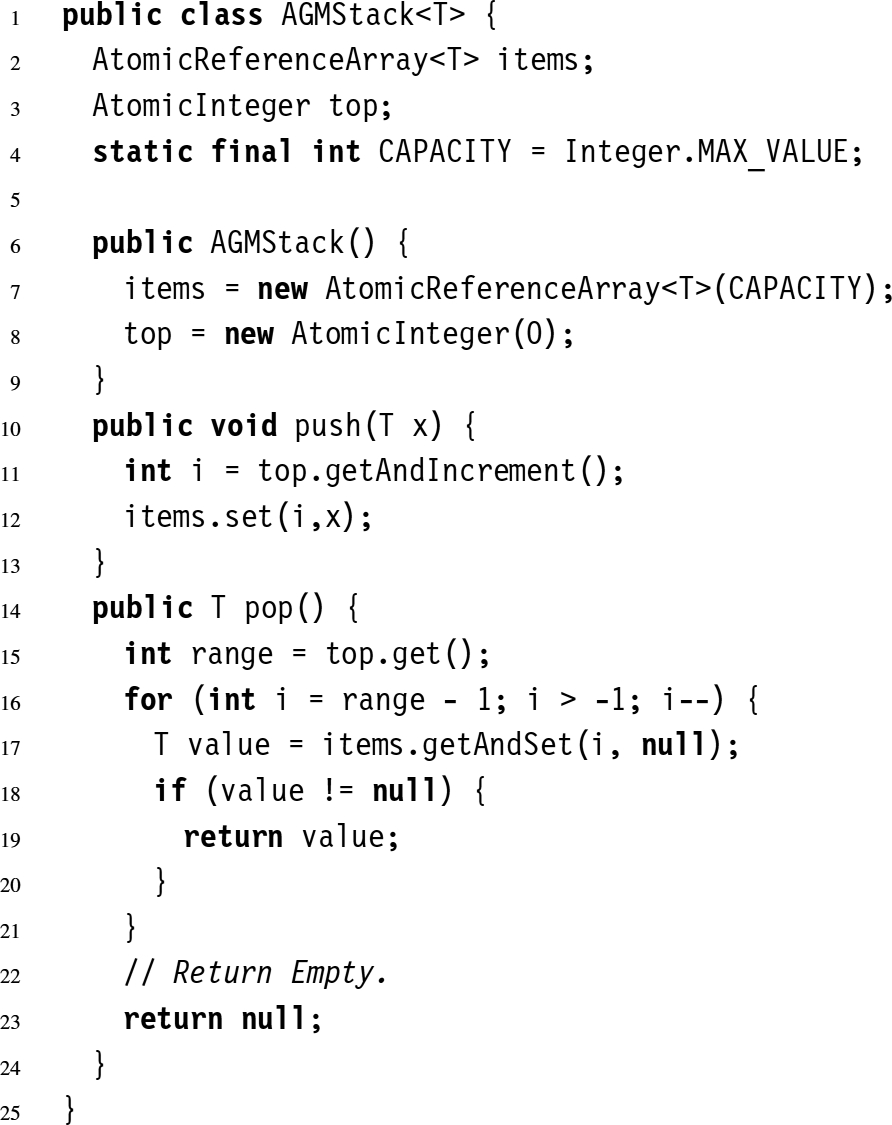 1 public class AGMStack<T> {
2 AtomicReferenceArray<T> items;
3 AtomicInteger top;
4 static final int CAPACITY = Integer.MAX_VALUE;
5
6 public AGMStack() {
7 items = new AtomicReferenceArray<T>(CAPACITY);
8 top = new AtomicInteger(0);
9 }
10 public void push(T x) {
11 int i = top.getAndIncrement();
12 items.set(i,x);
13 }
14 public T pop() {
15 int range = top.get();
16 for (int i = range - 1; i > -1; i--) {
17 T value = items.getAndSet(i, null);
18 if (value != null) {
19 return value;
20 }
21 }
22 // Return Empty.
23 return null;
24 }
25 }